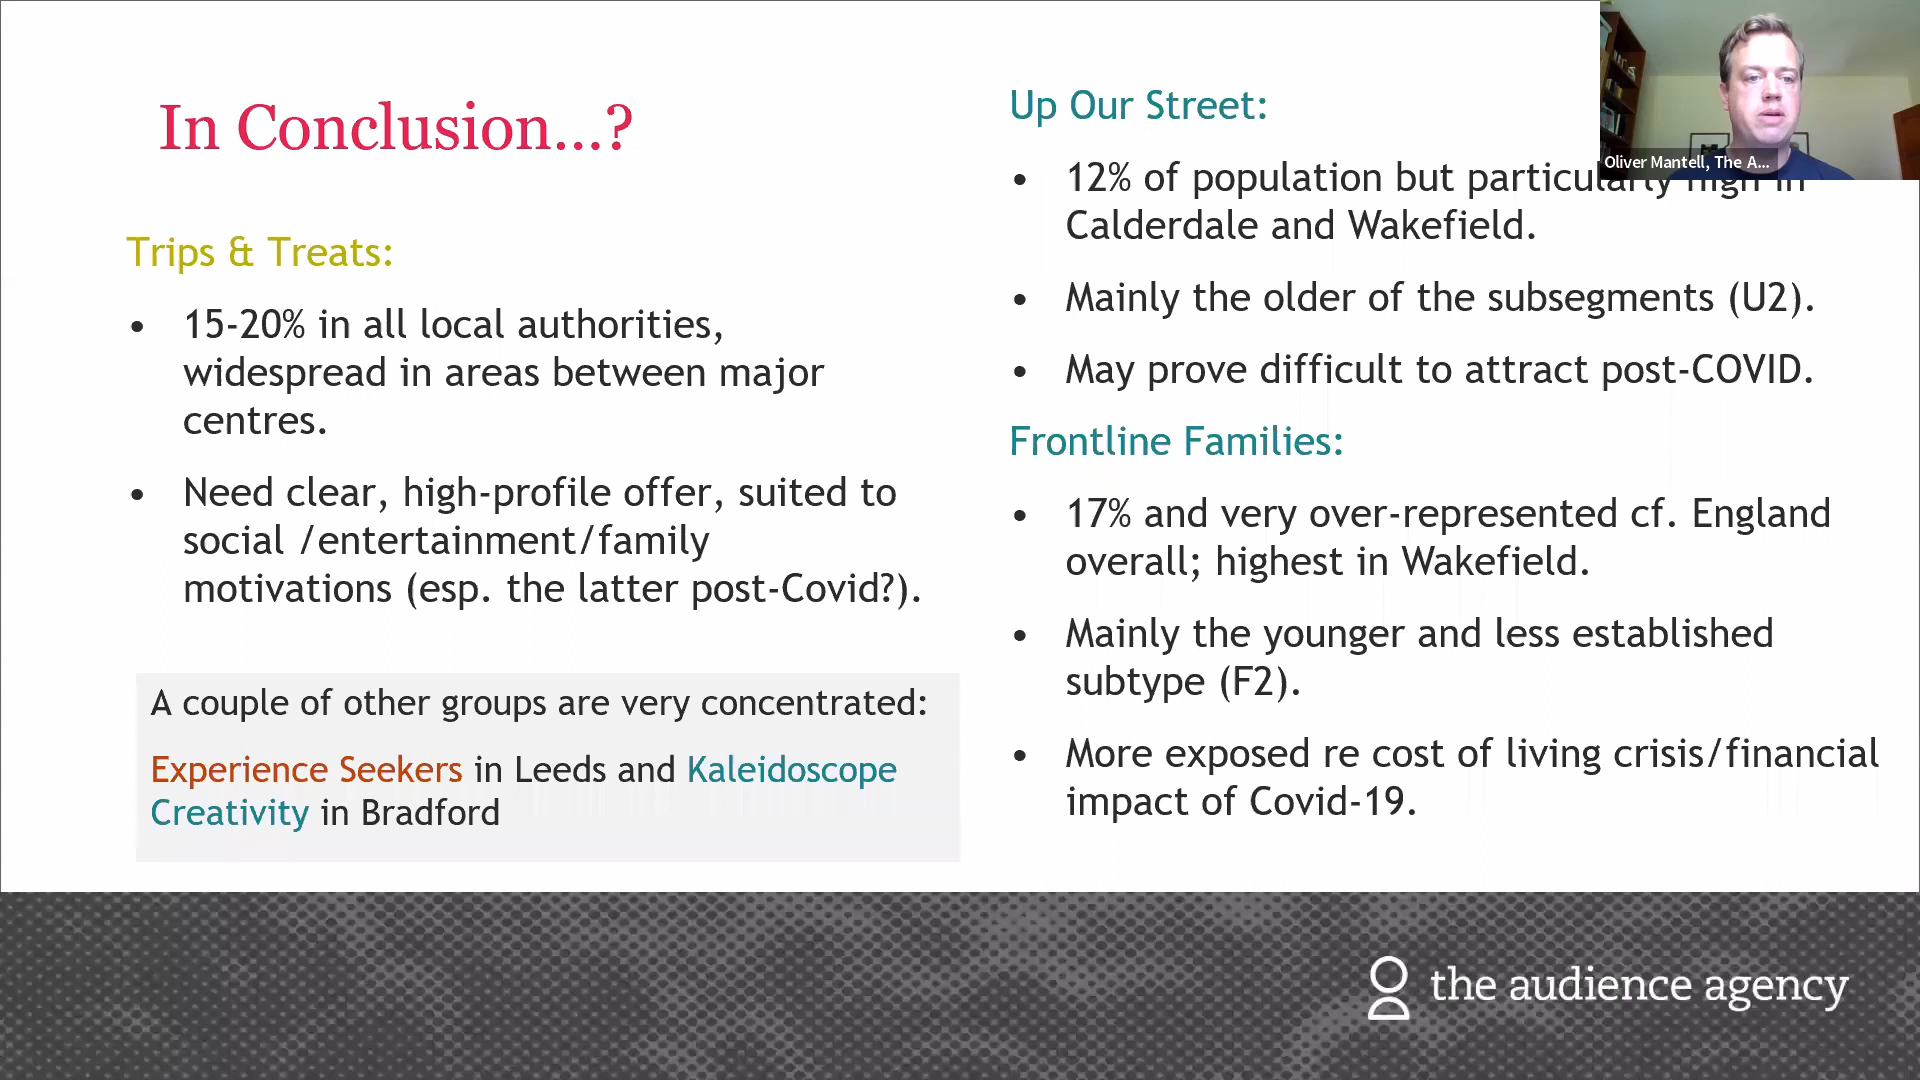 In Conclusion...?
Trips & Treats:
• 15-20% in all local authorities,
widespread in areas between major
centres.
• Need clear, high-profile offer, suited to
social /entertainment/family
motivations (esp. the latter post-Covid?).
A couple of other groups are very concentrated:
Experience Seekers in Leeds and Kaleidoscope
Creativity in Bradford
Up Our Street:
• 12% of population but particularly high in
Calderdale and Wakefield.
• Mainly the older of the subsegments (U2).
• May prove difficult to attract post-COVID.
Frontline Families:
• 17% and very over-represented cf. England
overall; highest in Wakefield.
• Mainly the younger and less established
subtype (F2).
• More exposed re cost of living crisis/financial
impact of Covid-19.
Oliver Mantell, The A...
the audience agency